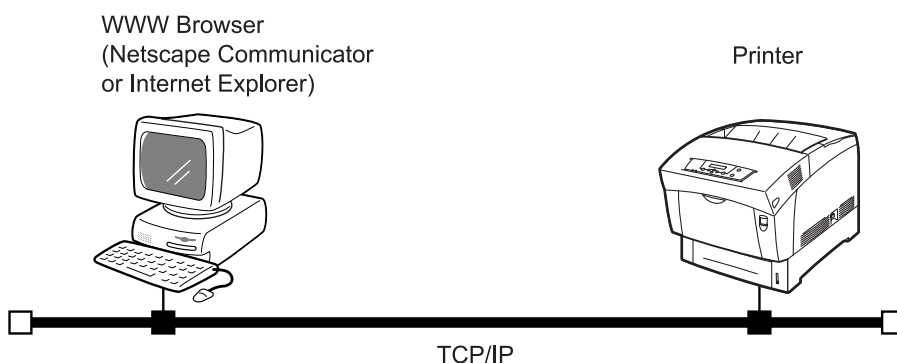 WWW Browser
(Netscape Communicator
or Internet Explorer)
Printer
TCP/IP